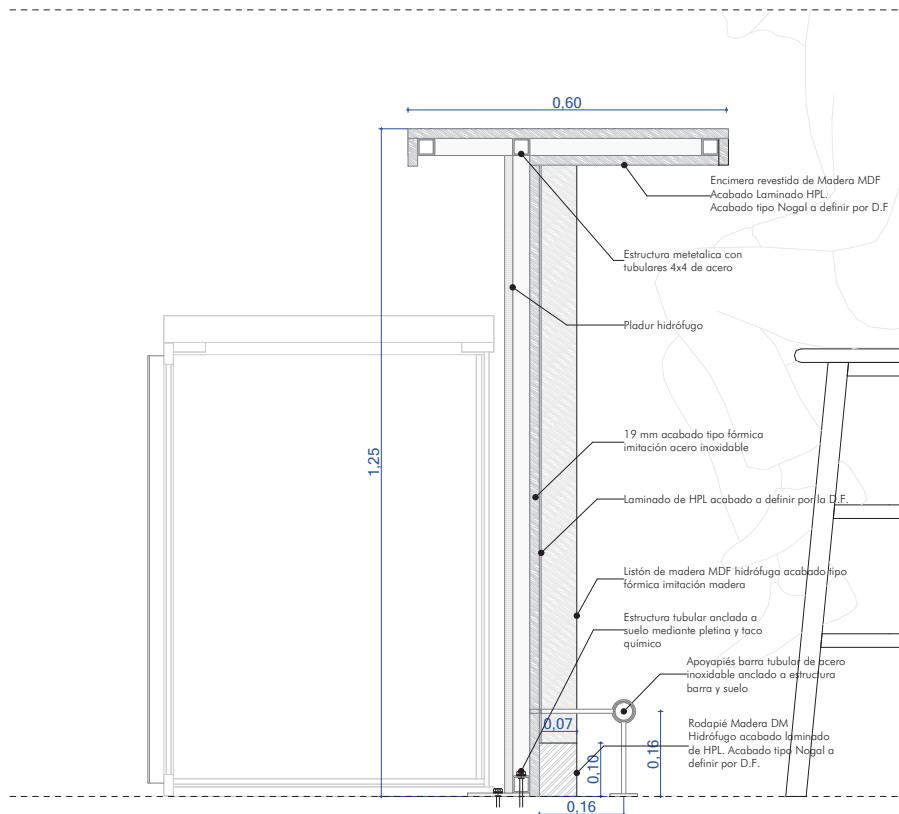 0,60
Encimera revestida de Madera MDF
Acabado Laminado HPL.
Acabado tipo Nogal a definir por D.F
Estructura metetalica con
tubulares 4x4 de acero
Pladur hidrófugo
1,25
19 mm acabado tipo fórmica
imitación acero inoxidable
Laminado de HPL acabado a definir por la D.F.
Listón de madera MDF hidrófuga acabado tipo
fórmica imitación madera
Estructura tubular anclada a
suelo mediante pletina y taco
químico
Apoyapiés barra tubular de acero
inoxidable anclado a estructura
barra y suelo
0,07
Rodapié Madera DM
Hidrófugo acabado laminado
de HPL. Acabado tipo Nogal a
definir por D.F.
0,10
0,16
0,16